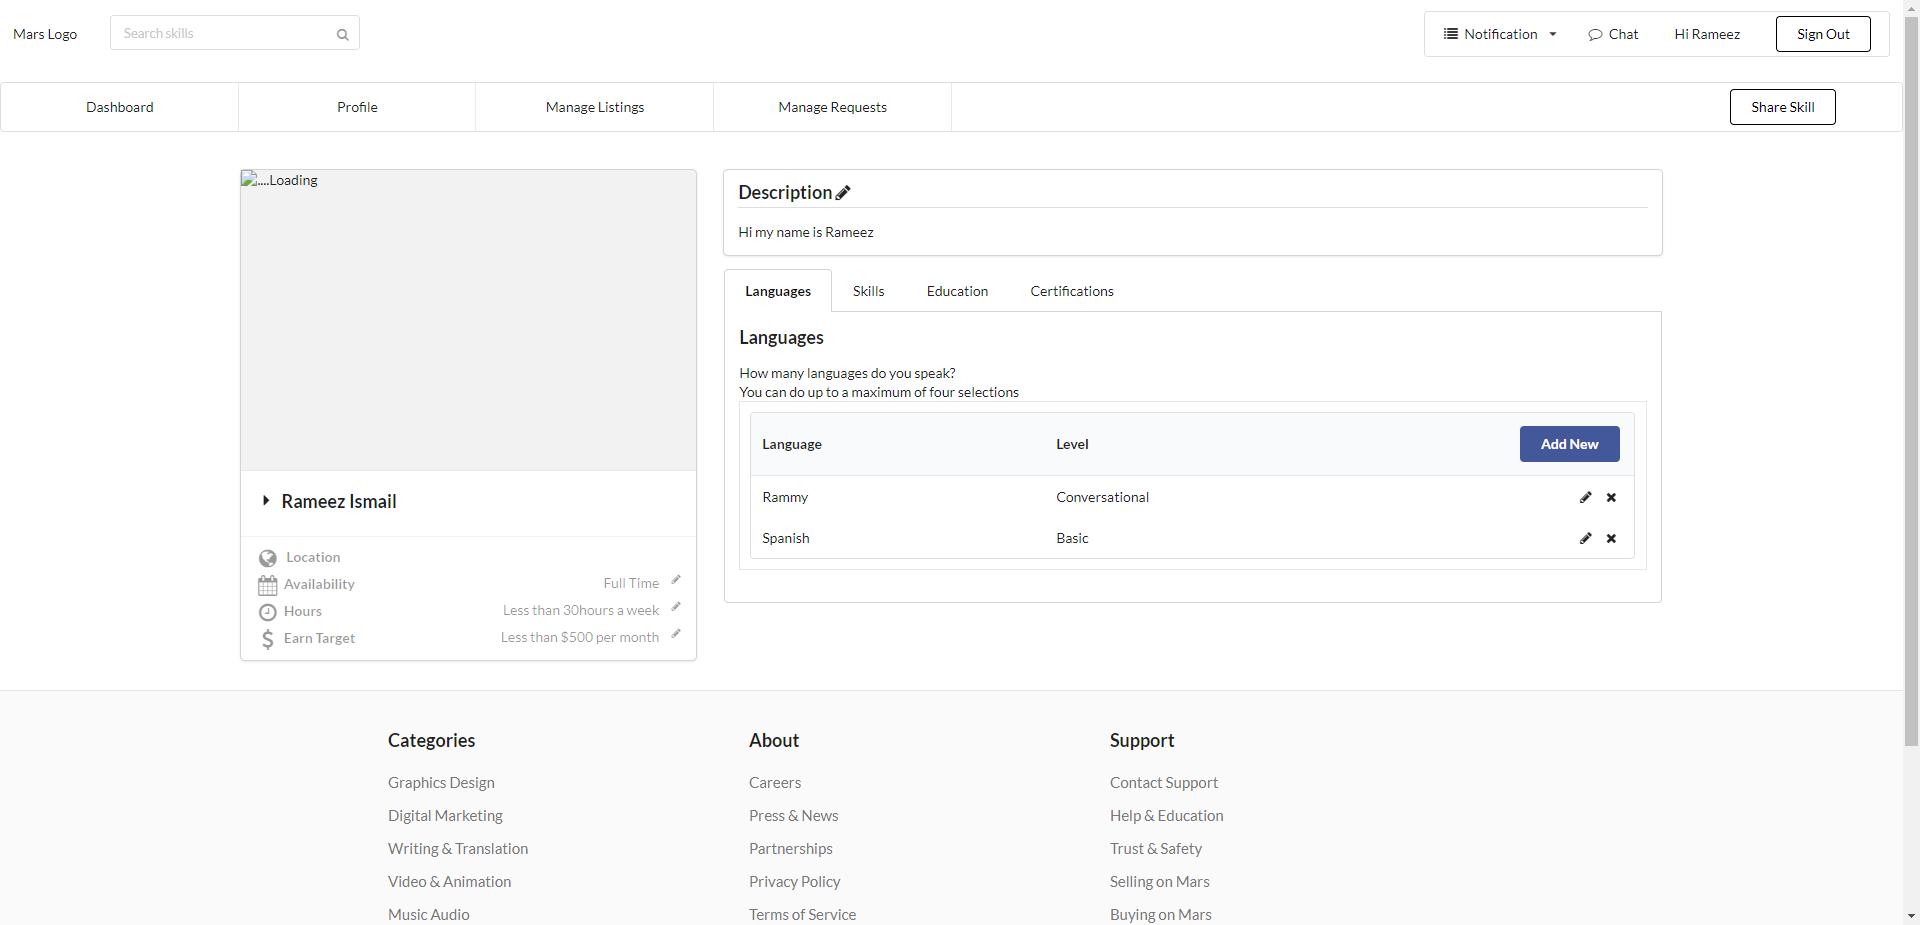 Mars Logo
Search skills
Notification
Chat
Hi Rameez
Sign Out
Dashboard
Profile
Manage Listings
Manage Requests
Share Skill
....Loading
Rameez Ismail
Location
Availability
Full Time
Hours
Less than 30hours a week
Earn Target
Less than $500 per month
Description
Hi my name is Rameez
Languages
Skills
Education
Certifications
Languages
How many languages do you speak?
You can do up to a maximum of four selections
Language
Level
Add New
Rammy
Conversational
Spanish
Basic
Categories
Graphics Design
Digital Marketing
Writing & Translation
Video & Animation
Music Audio
About
Careers
Press & News
Partnerships
Privacy Policy
Terms of Service
Support
Contact Support
Help & Education
Trust & Safety
Selling on Mars
Buying on Mars